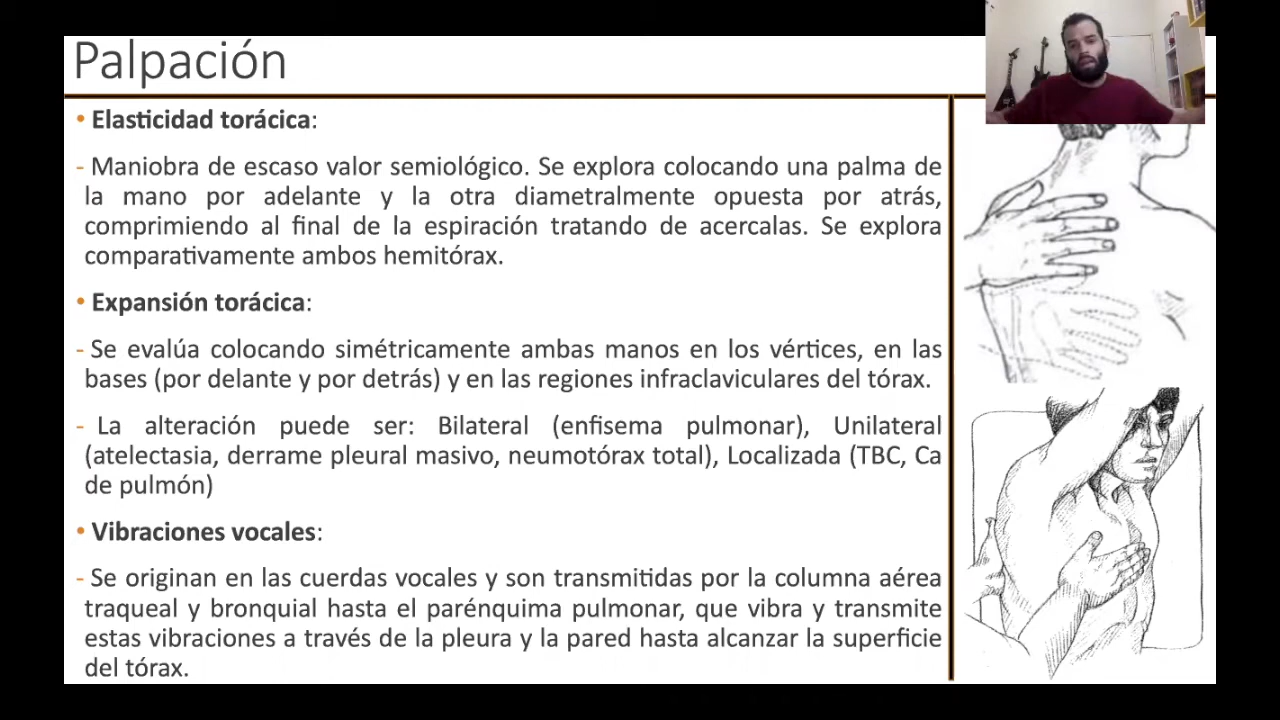 Palpación
• Elasticidad torácica:
- Maniobra de escaso valor semiológico. Se explora colocando una palma de
la mano por adelante y la otra diametralmente opuesta por atrás,
comprimiendo al final de la espiración tratando de acercalas. Se explora
comparativamente ambos hemitórax.
• Expansión torácica:
- Se evalúa colocando simétricamente ambas manos en los vértices, en las
bases (por delante y por detrás) y en las regiones infraclaviculares del tórax.
- La alteración puede ser: Bilateral (enfisema pulmonar), Unilateral
(atelectasia, derrame pleural masivo, neumotórax total), Localizada (TBC, Ca
de pulmón)
• Vibraciones vocales:
- Se originan en las cuerdas vocales y son transmitidas por la columna aérea
traqueal y bronquial hasta el parénquima pulmonar, que vibra y transmite
estas vibraciones a través de la pleura y la pared hasta alcanzar la superficie
del tórax.